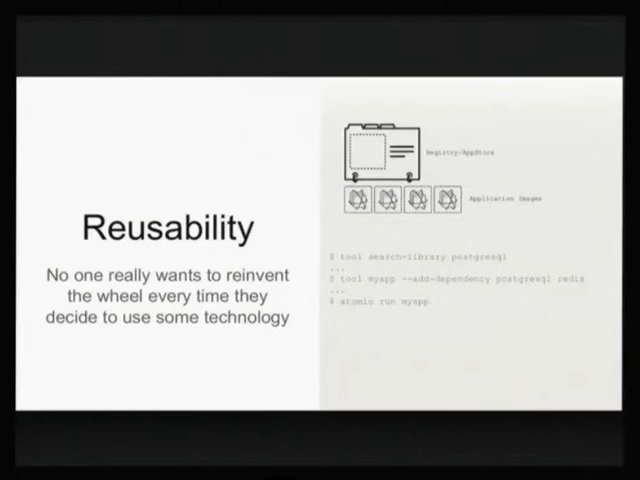 Reusability
No one really wants to reinvent
the wheel every time they
decide to use some technology
Registry/AppStore
Application Images
$ tool search-library postgresql
...
$ tool myapp --add-dependency postgresql redis
...
$ atomic run myapp